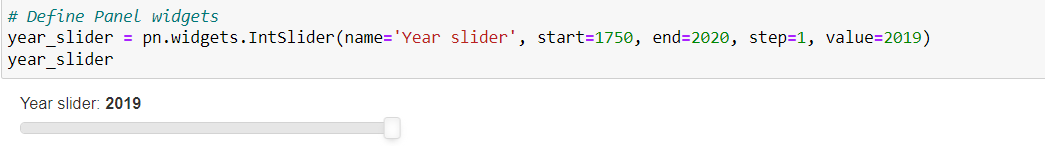 # Define Panel widgets
year_slider = pn.widgets.IntSlider(name='Year slider', start=1750, end=2020, step=1, value=2019)
year_slider
Year slider: 2019